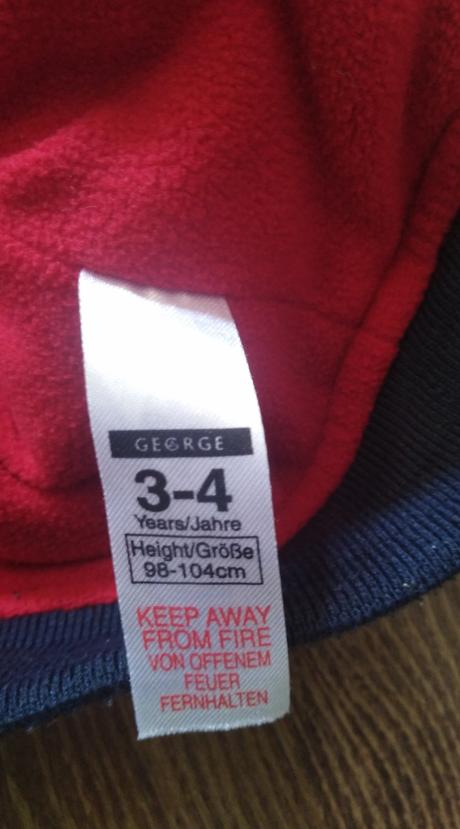 GEORGE
3-4
Years/Jahre
Height/Größe
98-104cm
KEEP AWAY
FROM FIRE
VON OFFENEM
FEUER
FERNHALTEN